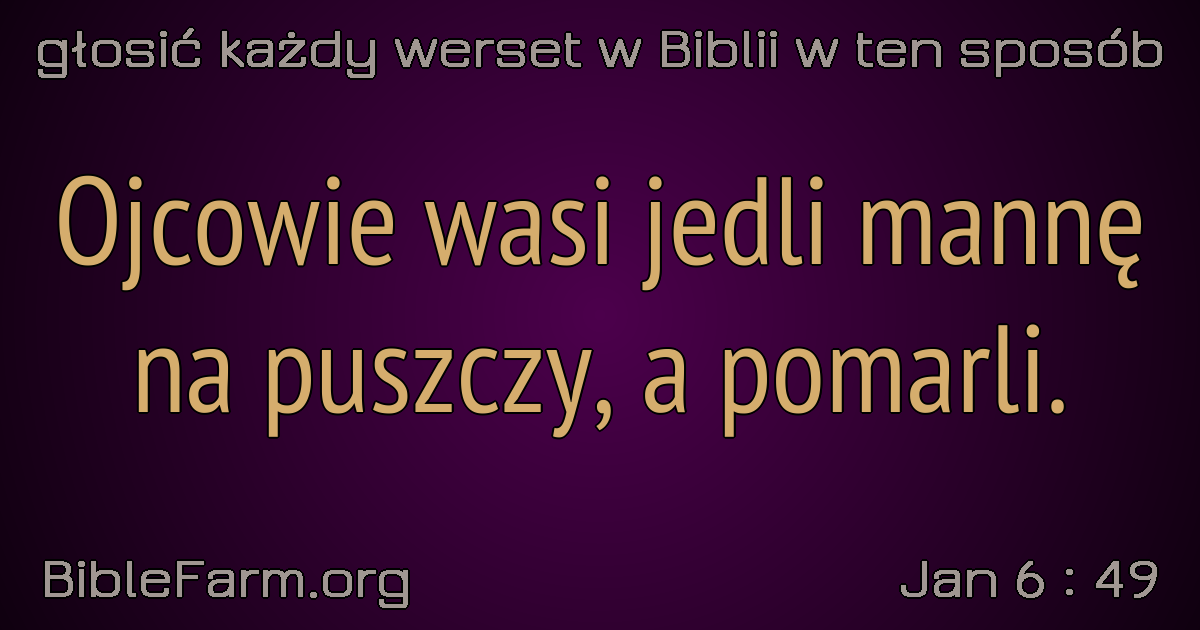 głosić każdy werset w Biblii w ten sposób
Ojcowie wasi jedli mannę
na puszczy, a pomarli.
BibleFarm.org
Jan 6 : 49